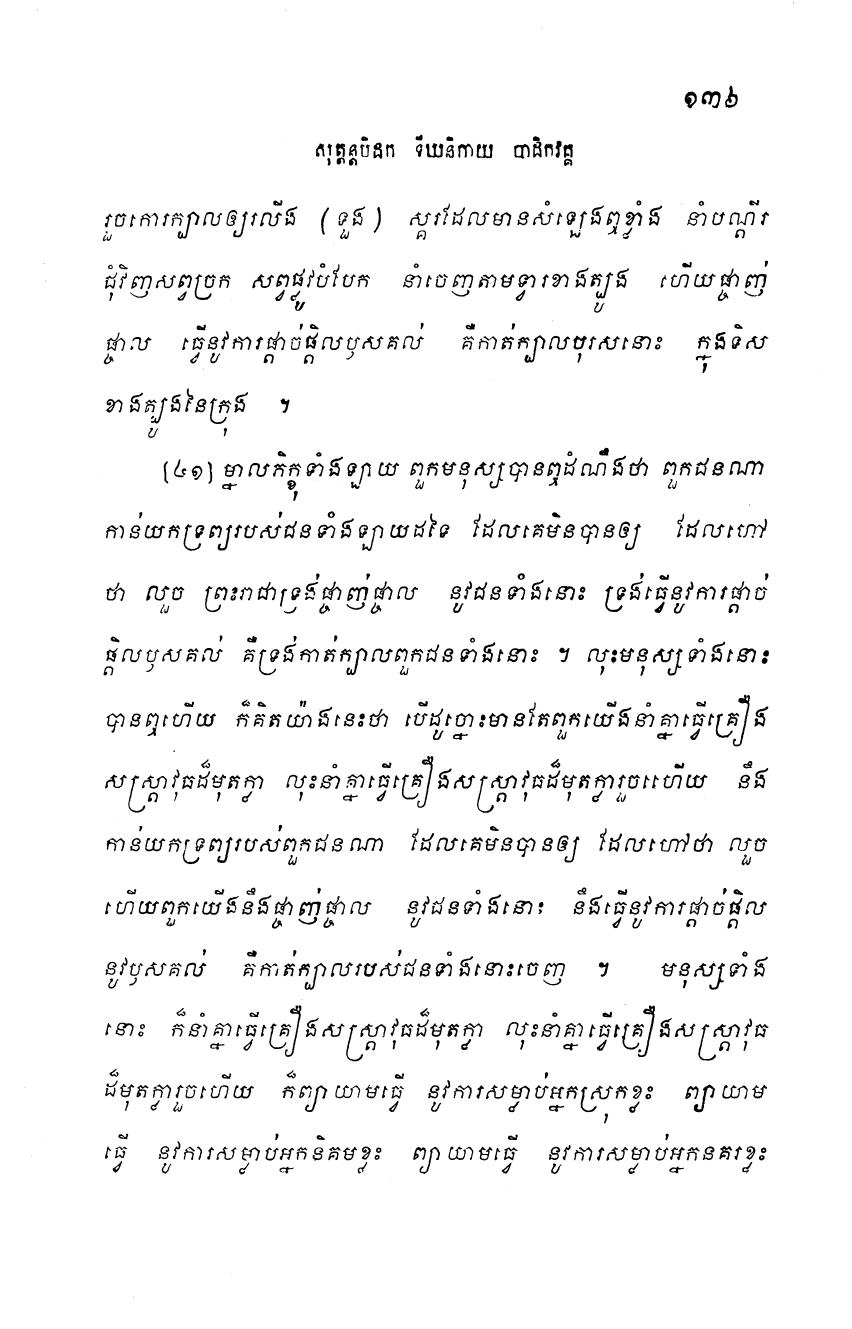 ១៣៦
សុត្តន្តបិដក ទីឃនិកាយ បាដិកវគ្គ
រួចកោរក្បាលឲ្យរលីង (ទួង) ស្គរដែលមានសំឡេងឮខ្លាំង នាំបណ្តើរ
ជុំវិញសព្វច្រក សព្វផ្លូវបំបែក នាំចេញតាមទ្វារខាងត្បូង ហើយផ្ចាញ់
ផ្ចាល ធ្វើនូវការផ្តាច់ផ្តិលឫសគល់ គឺកាត់ក្បាលបុរសនោះ ក្នុងទិស
ខាងត្បូងនៃក្រុង ។
[៤១] ម្នាលភិក្ខុទាំងឡាយ ពួកមនុស្សបានឮដំណឹងថា ពួកជនណា
កាន់យកទ្រព្យរបស់ជនទាំងឡាយដទៃ ដែលគេមិនបានឲ្យ ដែលហៅ
ថា លួច ព្រះរាជាទ្រង់ផ្ចាញ់ផ្ចាល នូវជនទាំងនោះ ទ្រង់ធ្វើនូវការផ្តាច់
ផ្តិលឫសគល់ គឺទ្រង់កាត់ក្បាលពួកជនទាំងនោះ ។ លុះមនុស្សទាំងនោះ
បានឮហើយ ក៏គិតយ៉ាងនេះថា បើដូច្នោះមានតែពួកយើងនាំគ្នាធ្វើគ្រឿង
សស្ត្រាវុធដ៏មុតក្លា លុះនាំគ្នាធ្វើគ្រឿងសស្ត្រាវុធដ៏មុតក្លារួចហើយ នឹង
កាន់យកទ្រព្យរបស់ពួកជនណា ដែលគេមិនបានឲ្យ ដែលហៅថា លួច
ហើយពួកយើងនឹងផ្ចាញ់ផ្ចាល នូវជនទាំងនោះ នឹងធ្វើនូវការផ្តាច់ផ្តិល
នូវឫសគល់ គឺកាត់ក្បាលរបស់ជនទាំងនោះចេញ ។ មនុស្សទាំង
នោះ ក៏នាំគ្នាធ្វើគ្រឿងសស្ត្រាវុធដ៏មុតក្លា លុះនាំគ្នាធ្វើគ្រឿងសស្ត្រាវុធ
ដ៏មុតក្លារួចហើយ ក៏ព្យាយាមធ្វើ នូវការសម្លាប់អ្នកស្រុកខ្លះ ព្យាយាម
ធ្វើ នូវការសម្លាប់អ្នកនិគមខ្លះ ព្យាយាមធ្វើ នូវការសម្លាប់អ្នកនគរខ្លះ